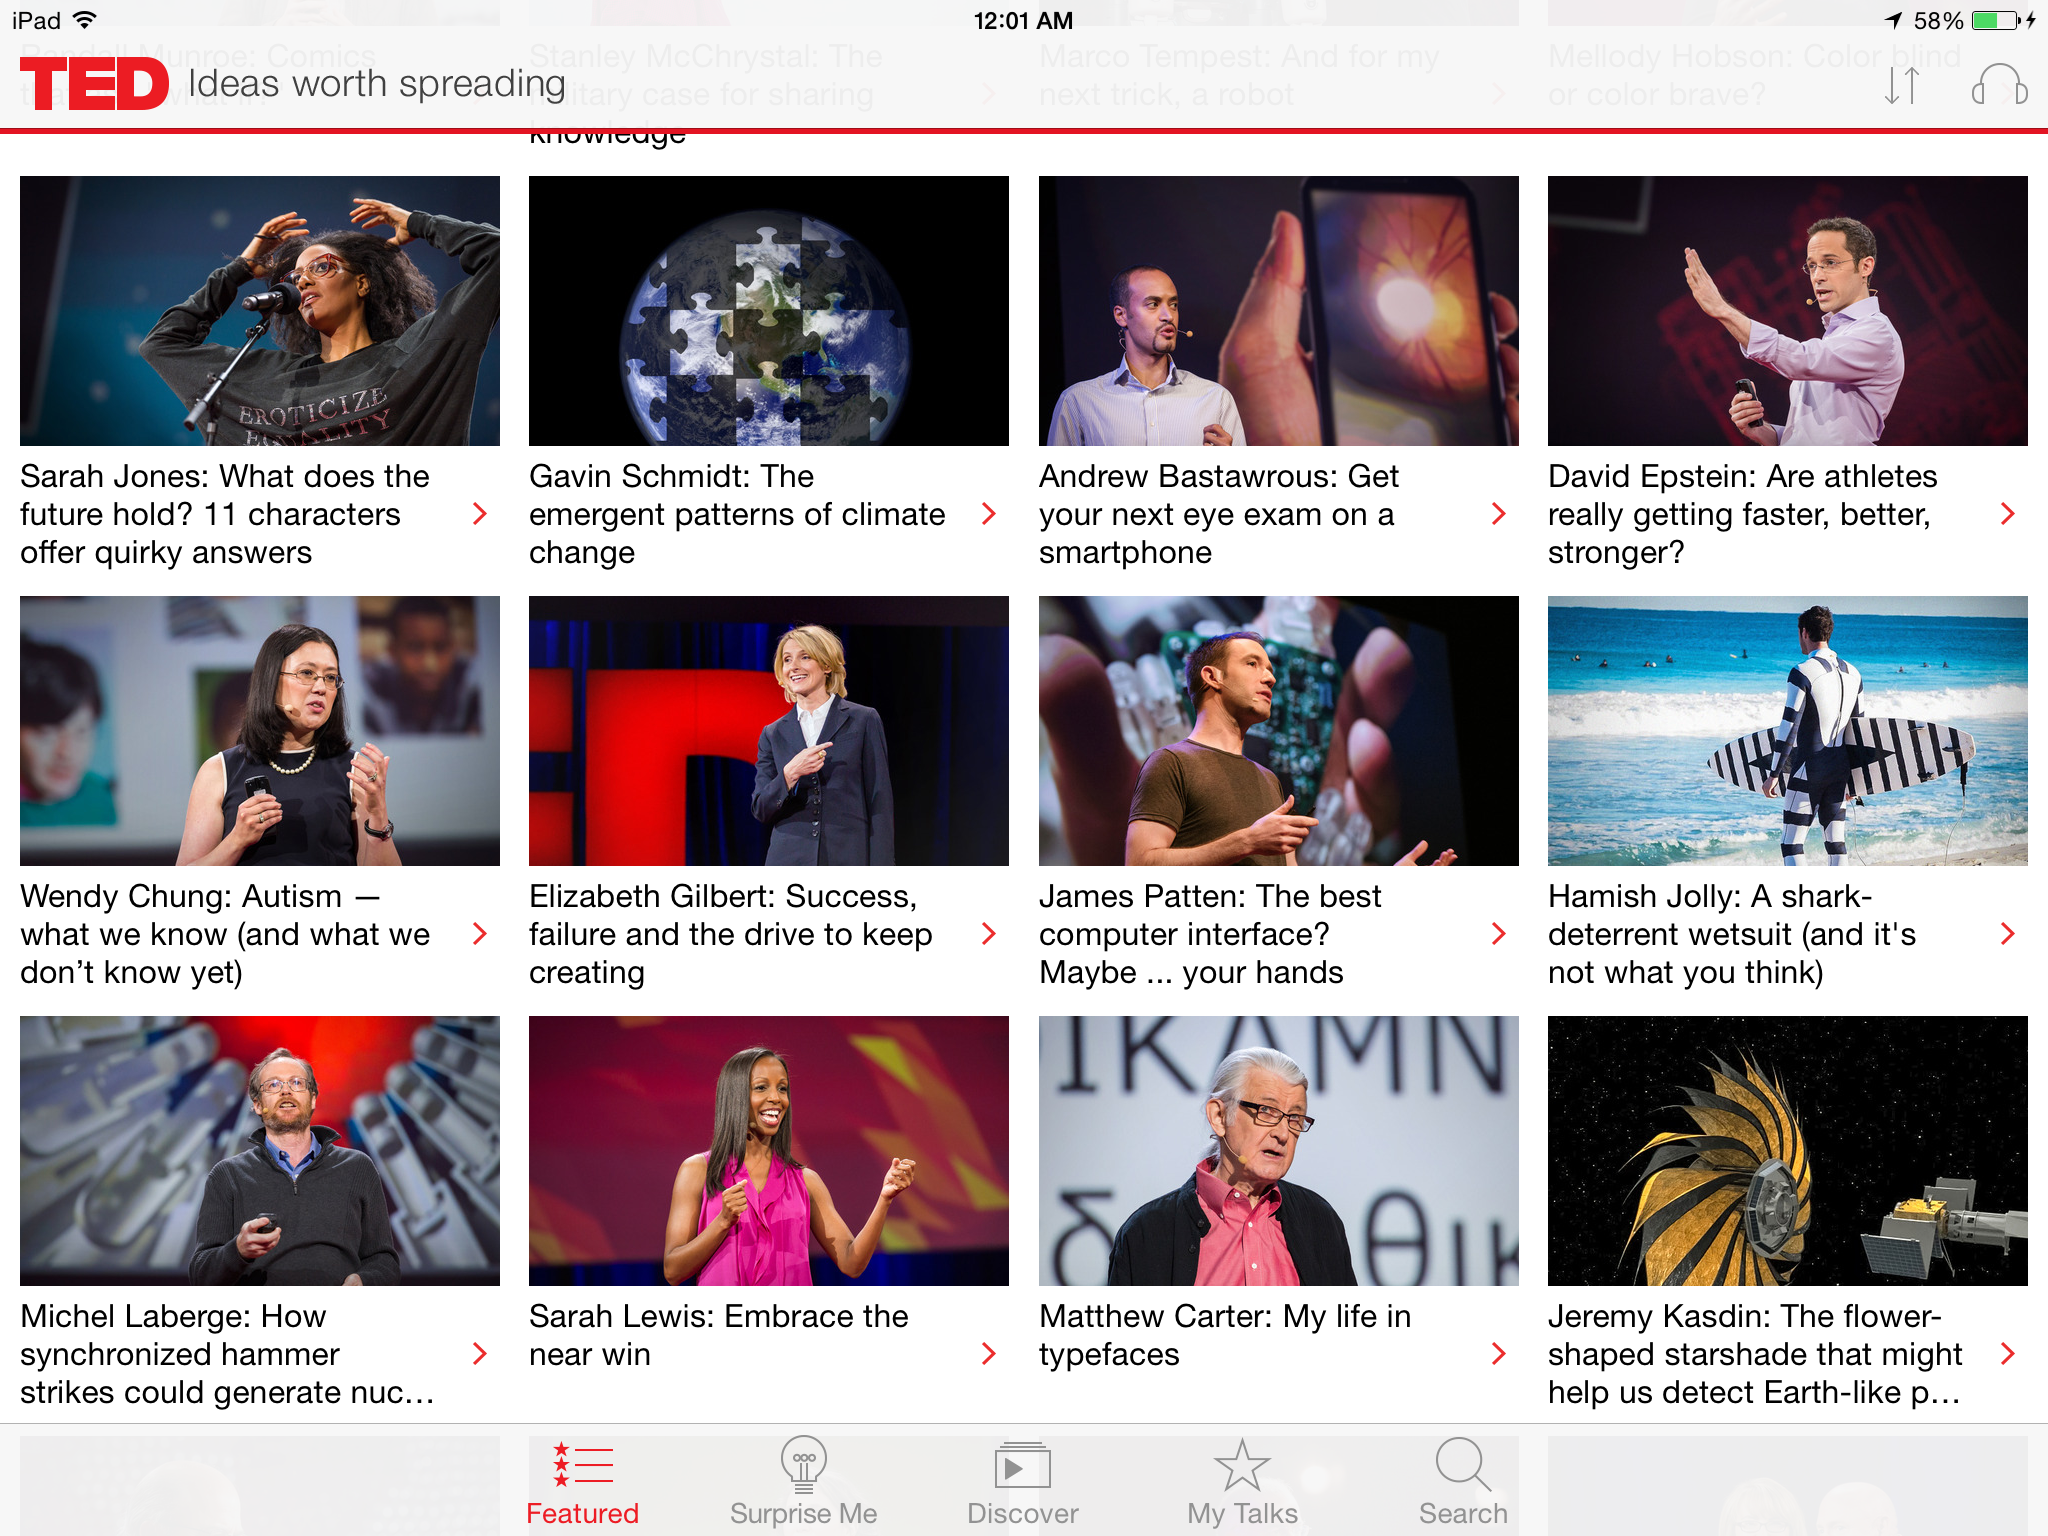 iPad 12:01 AM 58%
Randall Munroe: Comics
Stanley McChrystal: The
military case for sharing
knowledge
Marco Tempest: And for my
next trick, a robot
Mellody Hobson: Color blind
or color brave?
TED Ideas worth spreading
EROTICIZE
EQUALITY
Sarah Jones: What does the
future hold? 11 characters
offer quirky answers
Gavin Schmidt: The
emergent patterns of climate
change
Andrew Bastawrous: Get
your next eye exam on a
smartphone
David Epstein: Are athletes
really getting faster, better,
stronger?
Wendy Chung: Autism —
what we know (and what we
don’t know yet)
Elizabeth Gilbert: Success,
failure and the drive to keep
creating
James Patten: The best
computer interface?
Maybe ... your hands
Hamish Jolly: A shark-
deterrent wetsuit (and it's
not what you think)
ΙΚΛΜΝ
δ θικ
Michel Laberge: How
synchronized hammer
strikes could generate nuc...
Sarah Lewis: Embrace the
near win
Matthew Carter: My life in
typefaces
Jeremy Kasdin: The flower-
shaped starshade that might
help us detect Earth-like p...
Featured
Surprise Me
Discover
My Talks
Search